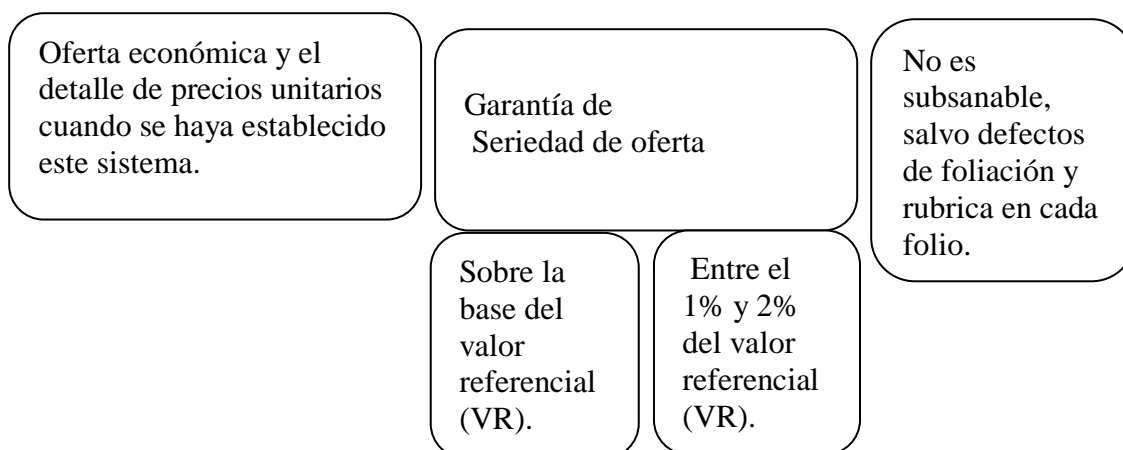 Oferta económica y el
detalle de precios unitarios
cuando se haya establecido
este sistema.
Garantía de
Seriedad de oferta
No es
subsanable,
salvo defectos
de foliación y
rubrica en cada
folio.
Sobre la
base del
valor
referencial
(VR).
Entre el
1% y 2%
del valor
referencial
(VR).